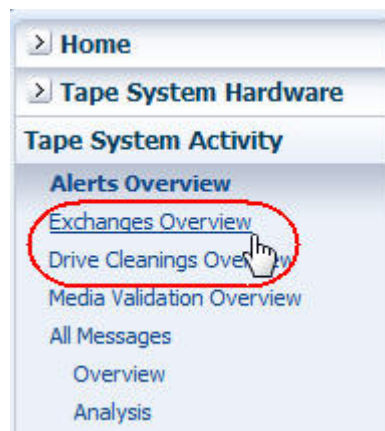 Home
Tape System Hardware
Tape System Activity
Alerts Overview
Exchanges Overview
Drive Cleanings Overview
Media Validation Overview
All Messages
Overview
Analysis